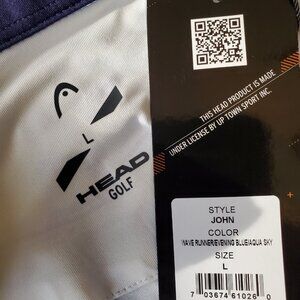 L
HEAD
GOLF
THIS HEAD PRODUCT IS MADE
UNDER LICENSE BY UP TOWN SPORT INC.
STYLE
JOHN
COLOR
WAVE RUNNER/EVENING BLUE/AQUA SKY
SIZE
L
7 03674 61026 0